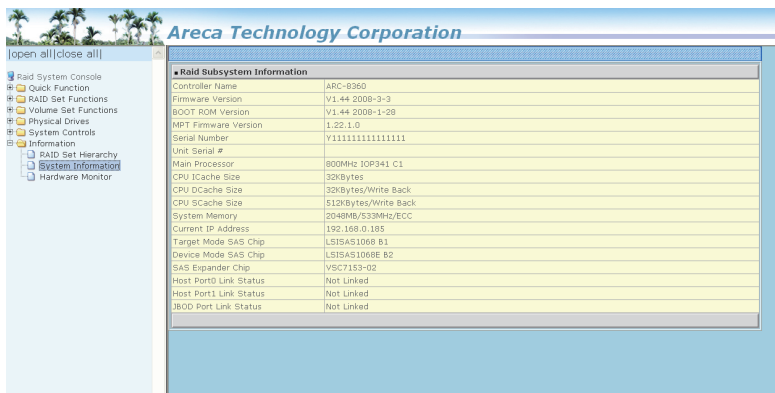 Areca Technology Corporation
|open all|close all|
Raid System Console
Quick Function
RAID Set Functions
Volume Set Functions
Physical Drives
System Controls
Information
RAID Set Hierarchy
System Information
Hardware Monitor
Raid Subsystem Information
Controller Name ARC-8360
Firmware Version V1.44 2008-3-3
BOOT ROM Version V1.44 2008-1-28
MPT Firmware Version 1.22.1.0
Serial Number Y111111111111111
Unit Serial #
Main Processor 800MHz IOP341 C1
CPU ICache Size 32KBytes
CPU DCache Size 32KBytes/Write Back
CPU SCache Size 512KBytes/Write Back
System Memory 2048MB/533MHz/ECC
Current IP Address 192.168.0.185
Target Mode SAS Chip LSISAS1068 B1
Device Mode SAS Chip LSISAS1068E B2
SAS Expander Chip VSC7153-02
Host Port0 Link Status Not Linked
Host Port1 Link Status Not Linked
JBOD Port Link Status Not Linked